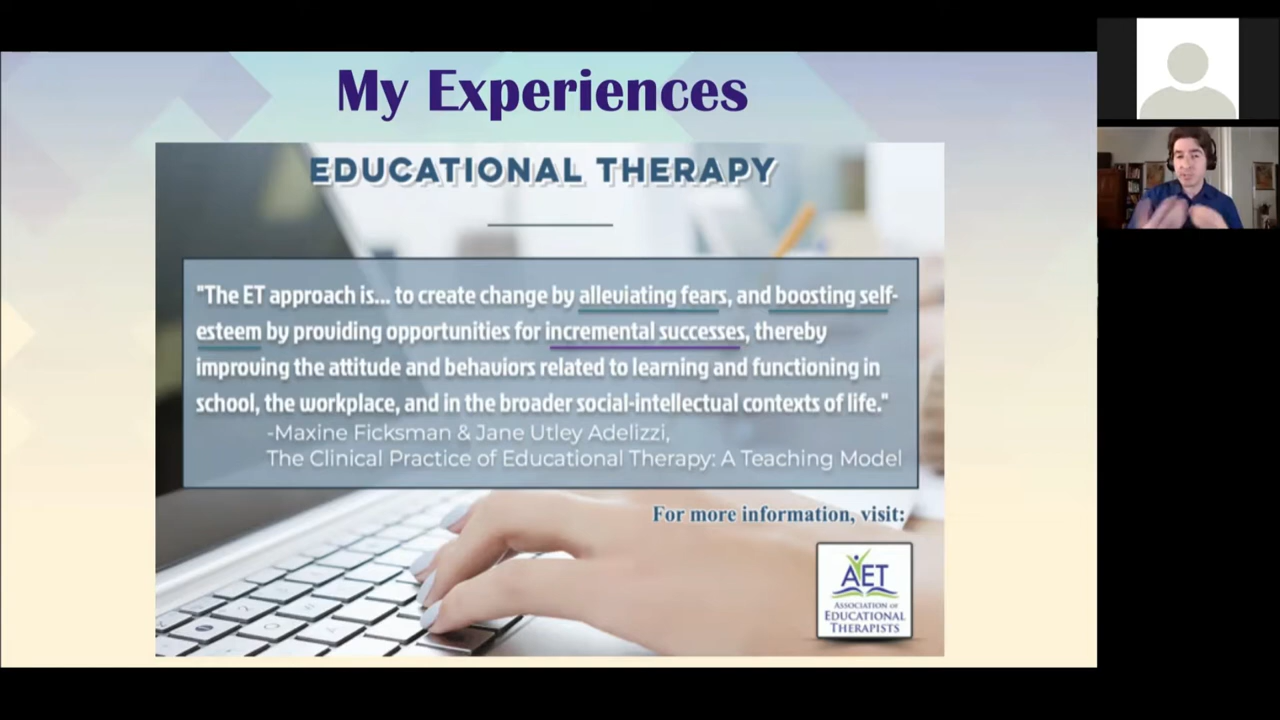 My Experiences
EDUCATIONAL THERAPY
"The ET approach is... to create change by alleviating fears, and boosting self-
esteem by providing opportunities for incremental successes, thereby
improving the attitude and behaviors related to learning and functioning in
school, the workplace, and in the broader social-intellectual contexts of life."
-Maxine Ficksman & Jane Utley Adelizzi,
The Clinical Practice of Educational Therapy: A Teaching Model
For more information, visit:
AET
ASSOCIATION OF
EDUCATIONAL
THERAPISTS